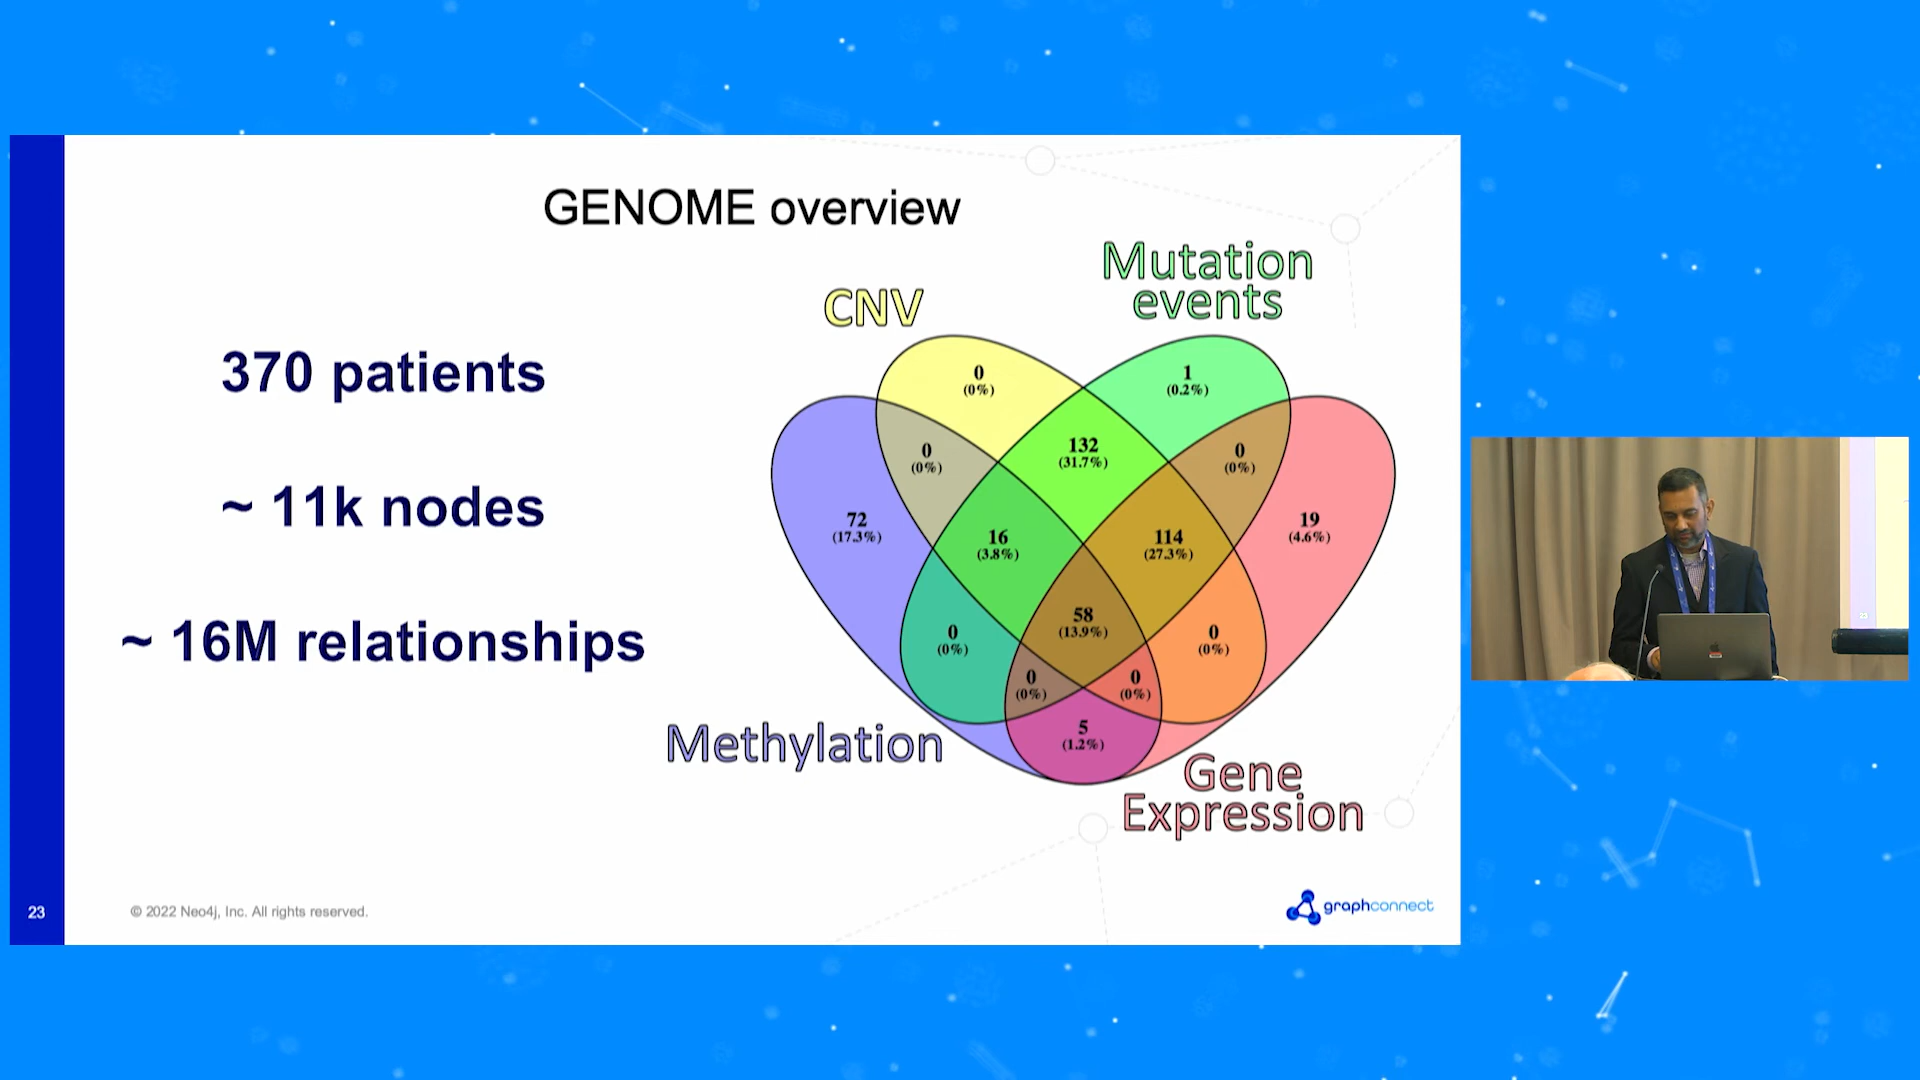 GENOME overview
370 patients
~ 11k nodes
~ 16M relationships
CNV
Mutation
events
Methylation
Gene
Expression
0
(0%)
1
(0.2%)
0
(0%)
132
(31.7%)
0
(0%)
72
(17.3%)
16
(3.8%)
114
(27.3%)
19
(4.6%)
0
(0%)
58
(13.9%)
0
(0%)
0
(0%)
0
(0%)
5
(1.2%)
23
© 2022 Neo4j, Inc. All rights reserved.
graphconnect